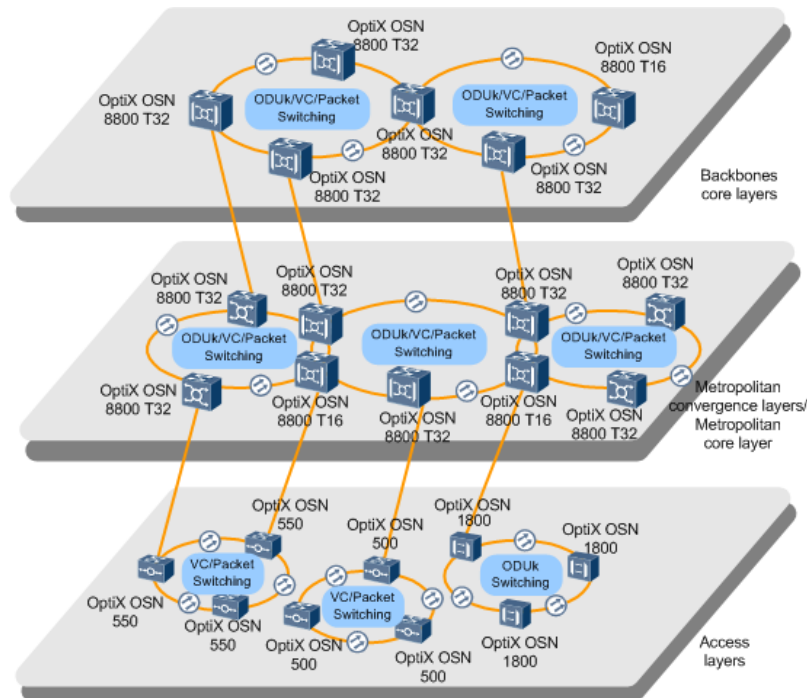 OptiX OSN
8800 T32
OptiX OSN
8800 T16
OptiX OSN
8800 T32
ODUk/VC/Packet
Switching
ODUk/VC/Packet
Switching
OptiX OSN
8800 T32
OptiX OSN
8800 T32
OptiX OSN
8800 T32
Backbones
core layers
OptiX OSN
8800 T32
OptiX OSN
8800 T32
OptiX OSN
8800 T32
OptiX OSN
8800 T32
ODUk/VC/Packet
Switching
ODUk/VC/Packet
Switching
ODUk/VC/Packet
Switching
OptiX OSN
8800 T32
OptiX OSN
8800 T16
OptiX OSN
8800 T32
OptiX OSN
8800 T16
OptiX OSN
8800 T32
Metropolitan
convergence layers/
Metropolitan
core layer
OptiX OSN
550
OptiX OSN
500
OptiX OSN
1800
OptiX OSN
1800
VC/Packet
Switching
VC/Packet
Switching
ODUk
Switching
OptiX OSN
550
OptiX OSN
550
OptiX OSN
500
OptiX OSN
500
OptiX OSN
1800
Access
layers